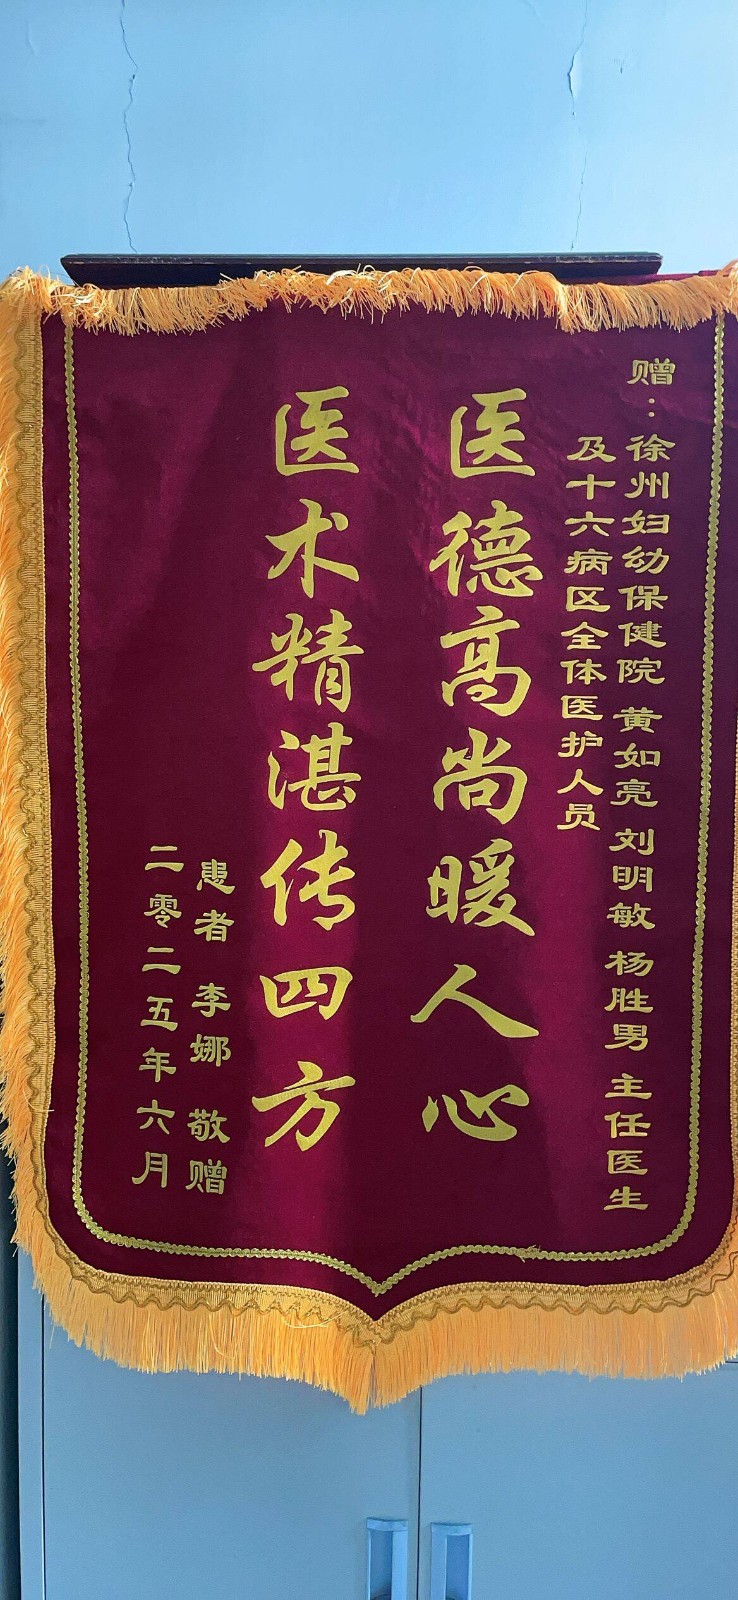 赠：徐州妇幼保健院 黄如亮 刘明敏 杨胜男 主任医生
及十六病区全体医护人员
医德高尚暖人心
医术精湛传四方
患者 李娜 敬赠
二零二五年六月